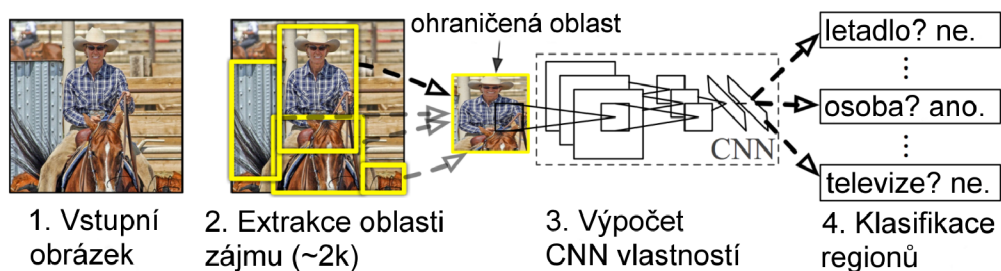 ohraničená oblast
letadlo? ne.
osoba? ano.
CNN
televize? ne.
1. Vstupní
obrázek
2. Extrakce oblasti
zájmu (~2k)
3. Výpočet
CNN vlastností
4. Klasifikace
regionů